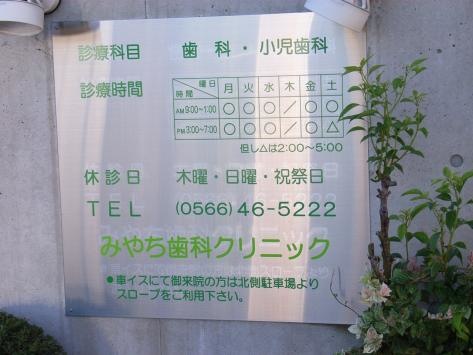 診療科目 歯科・小児歯科
診療時間
時間 曜日 月 火 水 木 金 土
AM 9:00～1:00 ○ ○ ○ ／ ○ ○
PM 3:00～7:00 ○ ○ ○ ／ ○ △
但し△は2:00～5:00
休診日 木曜・日曜・祝祭日
TEL (0566)46-5222
みやち歯科クリニック
●車イスにて御来院の方は北側駐車場より
スロープをご利用下さい。